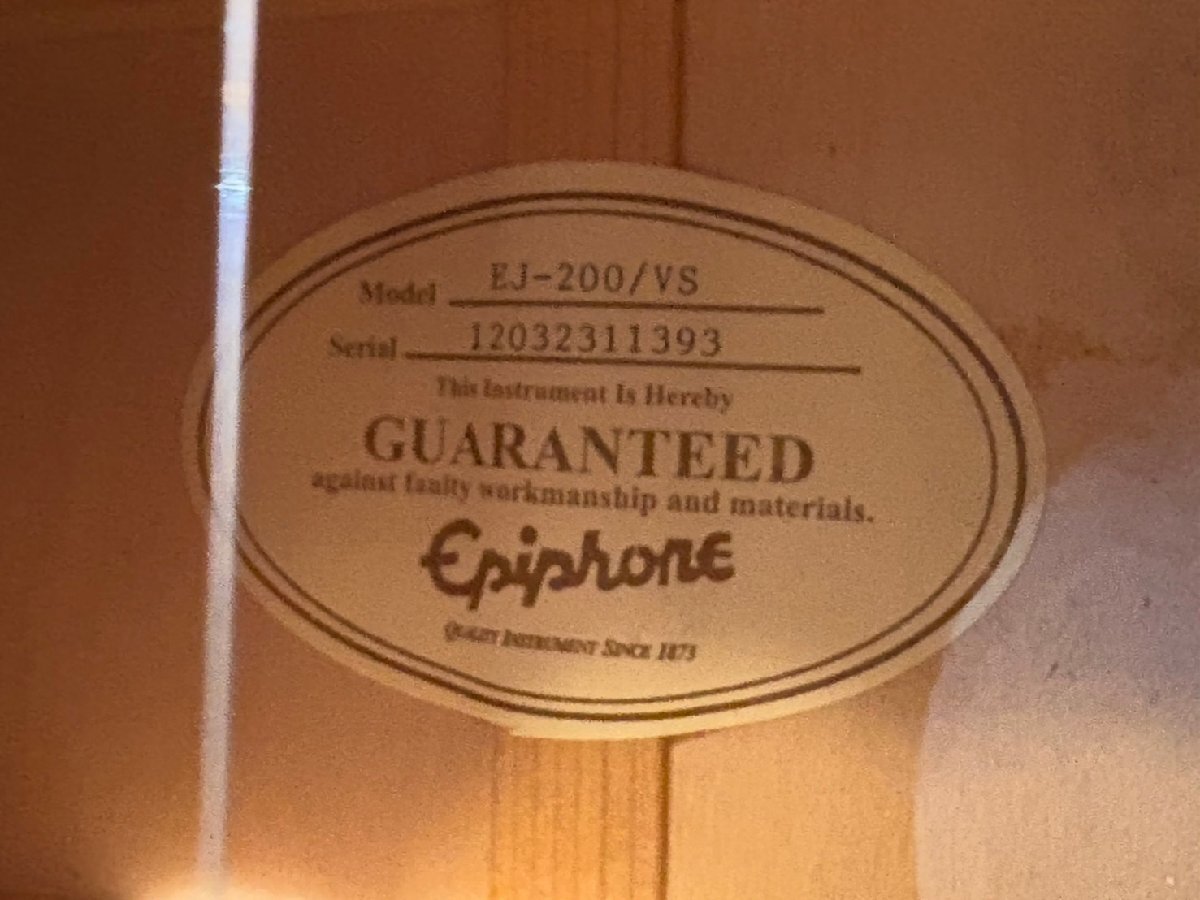 Model EJ-200/VS
Serial 12032311393
This Instrument Is Hereby
GUARANTEED
against faulty workmanship and materials.
Epiphone
QUALITY INSTRUMENT SINCE 1873